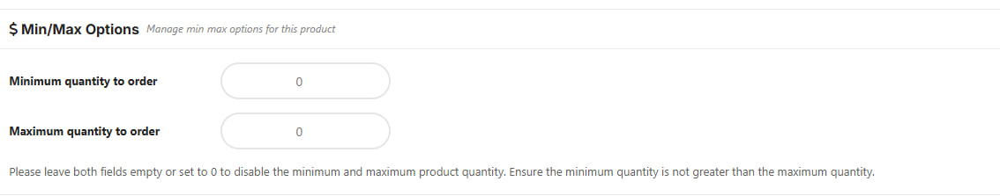 $ Min/Max Options Manage min max options for this product
Minimum quantity to order 0
Maximum quantity to order 0
Please leave both fields empty or set to 0 to disable the minimum and maximum product quantity. Ensure the minimum quantity is not greater than the maximum quantity.